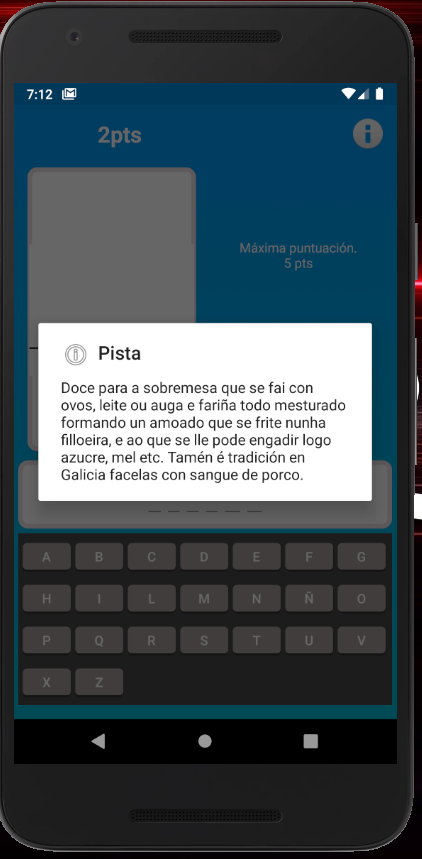 7:12
2pts
Máxima puntuación.
5 pts
Pista
Doce para a sobremesa que se fai con
ovos, leite ou auga e fariña todo mesturado
formando un amoado que se frite nunha
filloeira, e ao que se lle pode engadir logo
azucre, mel etc. Tamén é tradición en
Galicia facelas con sangue de porco.
_ _ _ _ _ _
A B C D E F G
H I L M N Ñ O
P Q R S T U V
X Z